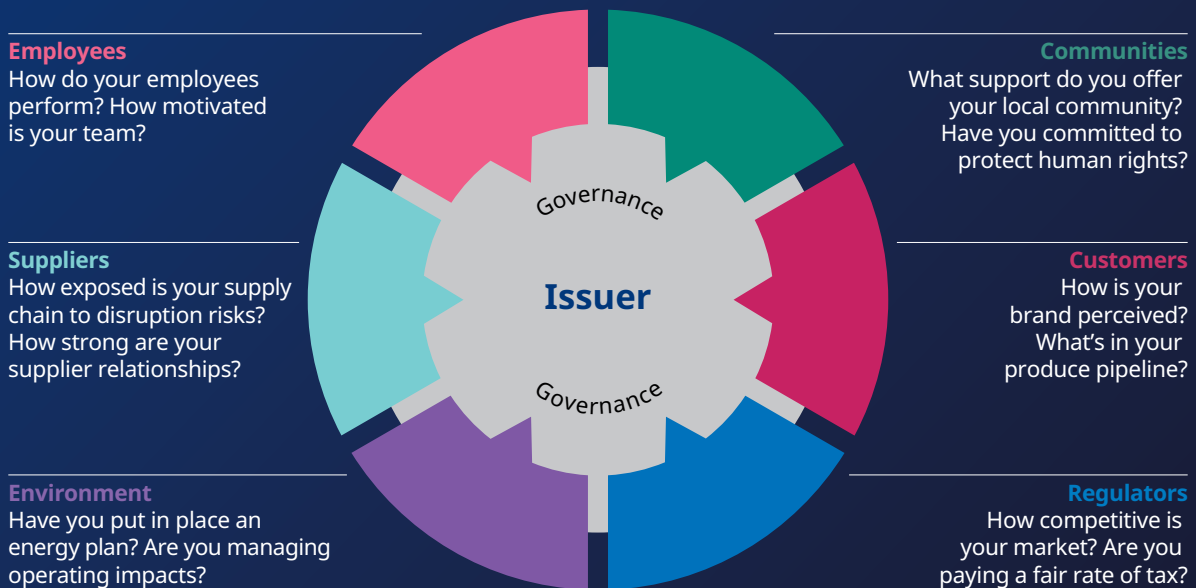 Employees
How do your employees
perform? How motivated
is your team?
Communities
What support do you offer
your local community?
Have you committed to
protect human rights?
Governance
Suppliers
How exposed is your supply
chain to disruption risks?
How strong are your
supplier relationships?
Issuer
Customers
How is your
brand perceived?
What’s in your
produce pipeline?
Governance
Environment
Have you put in place an
energy plan? Are you managing
operating impacts?
Regulators
How competitive is
your market? Are you
paying a fair rate of tax?